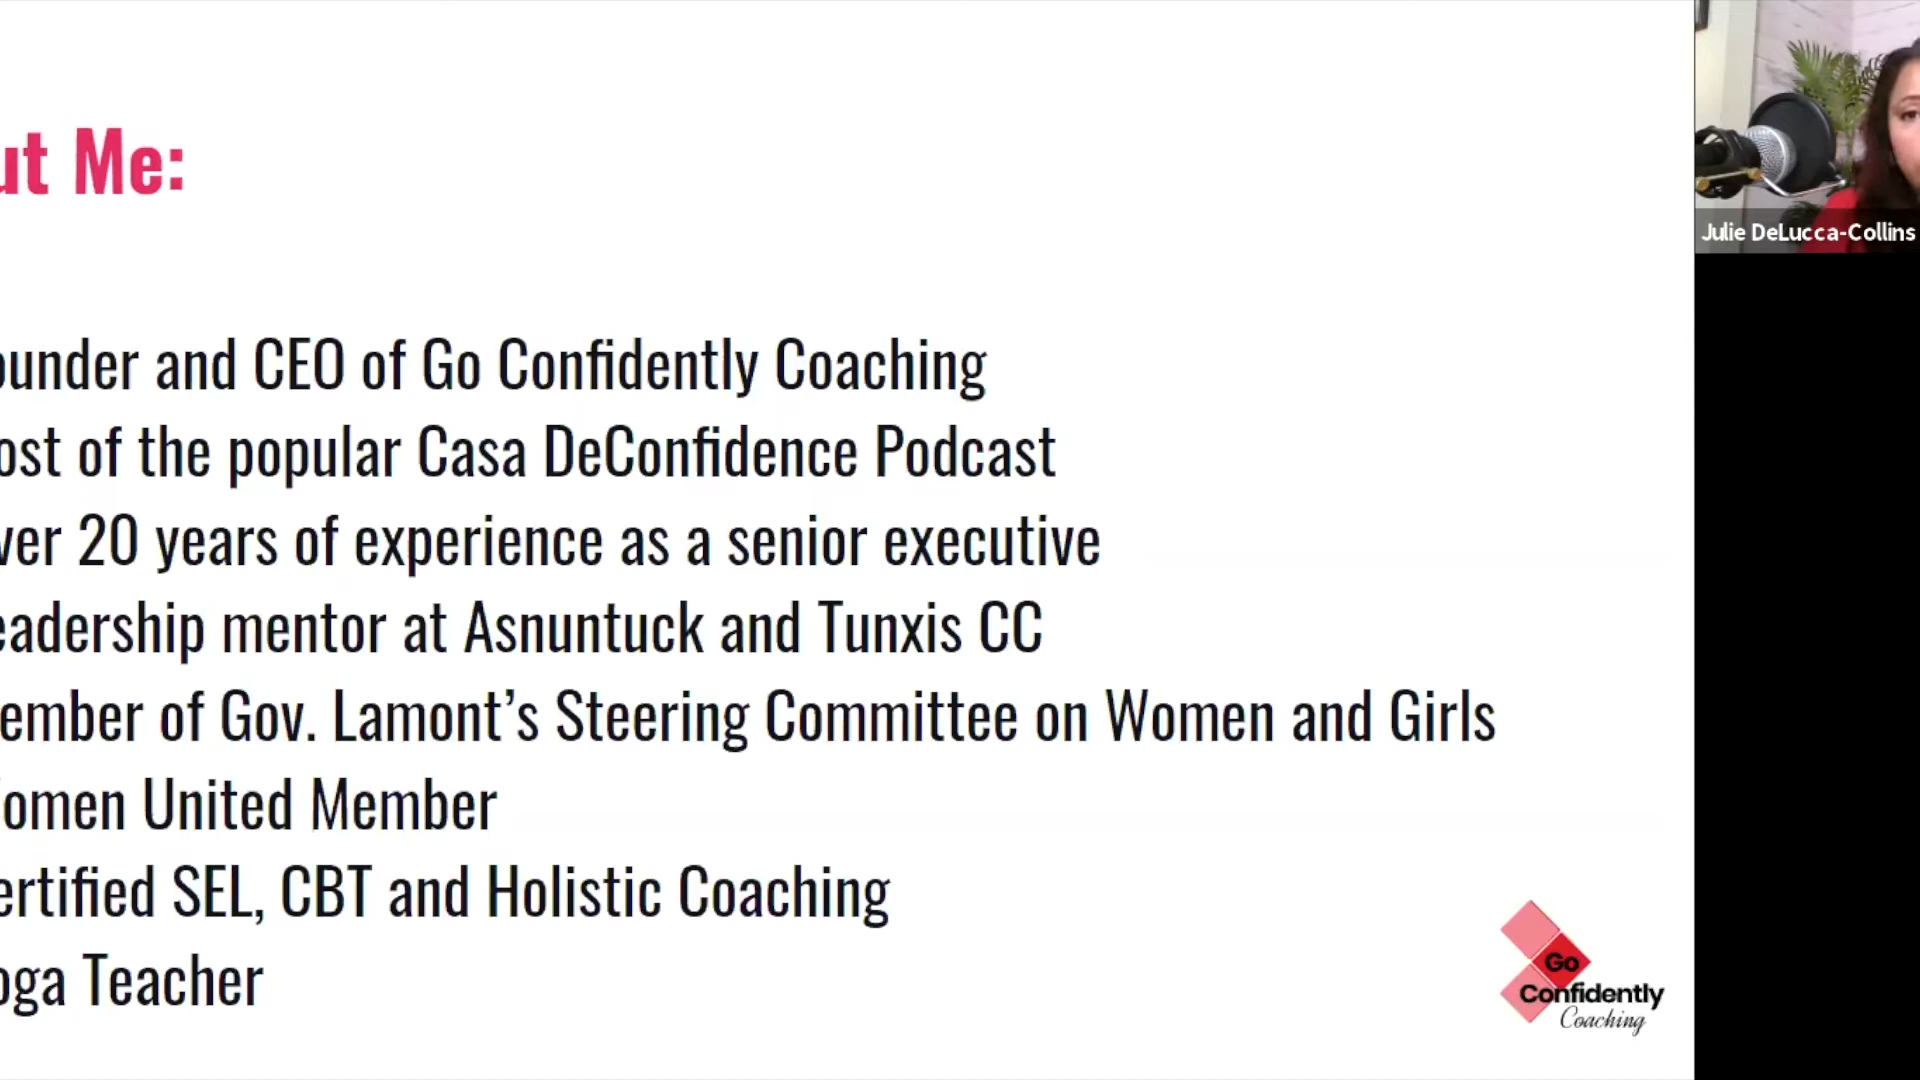 ut Me:
ounder and CEO of Go Confidently Coaching
ost of the popular Casa DeConfidence Podcast
ver 20 years of experience as a senior executive
eadership mentor at Asnuntuck and Tunxis CC
ember of Gov. Lamont’s Steering Committee on Women and Girls
omen United Member
ertified SEL, CBT and Holistic Coaching
oga Teacher
Go
Confidently
Coaching
Julie DeLucca-Collins